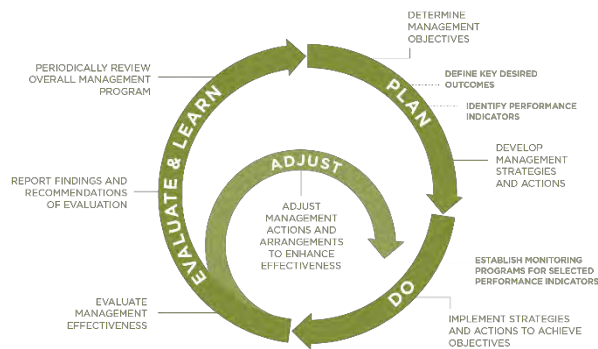 DETERMINE
MANAGEMENT
OBJECTIVES
DEFINE KEY DESIRED
OUTCOMES
IDENTIFY PERFORMANCE
INDICATORS
PLAN
DEVELOP
MANAGEMENT
STRATEGIES
AND ACTIONS
ESTABLISH MONITORING
PROGRAMS FOR SELECTED
PERFORMANCE INDICATORS
DO
IMPLEMENT STRATEGIES
AND ACTIONS TO ACHIEVE
OBJECTIVES
EVALUATE
MANAGEMENT
EFFECTIVENESS
REPORT FINDINGS AND
RECOMMENDATIONS
OF EVALUATION
PERIODICALLY REVIEW
OVERALL MANAGEMENT
PROGRAM
EVALUATE & LEARN
ADJUST
ADJUST
MANAGEMENT
ACTIONS AND
ARRANGEMENTS
TO ENHANCE
EFFECTIVENESS